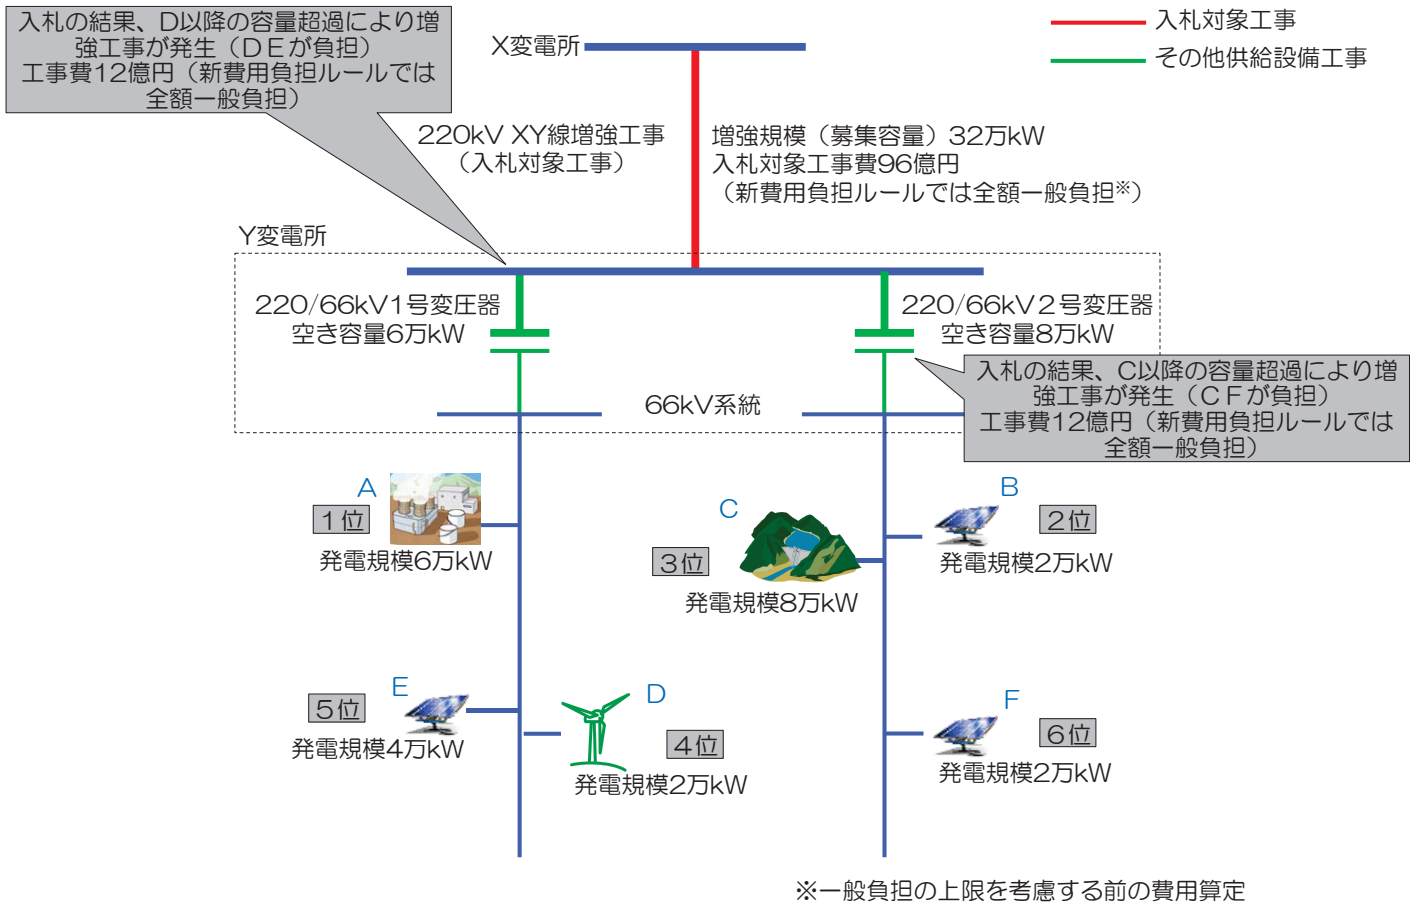 入札の結果、D以降の容量超過により増
強工事が発生（ＤＥが負担）
工事費12億円（新費用負担ルールでは
全額一般負担）
X変電所
入札対象工事
その他供給設備工事
220kV XY線増強工事
（入札対象工事）
増強規模（募集容量）32万kW
入札対象工事費96億円
（新費用負担ルールでは全額一般負担※）
Y変電所
220/66kV1号変圧器
空き容量6万kW
220/66kV２号変圧器
空き容量8万kW
入札の結果、C以降の容量超過により増
強工事が発生（ＣＦが負担）
工事費12億円（新費用負担ルールでは
全額一般負担）
66kV系統
A
1位
発電規模6万kW
B
2位
発電規模2万kW
C
3位
発電規模8万kW
E
5位
発電規模4万kW
D
4位
発電規模2万kW
F
6位
発電規模2万kW
※一般負担の上限を考慮する前の費用算定